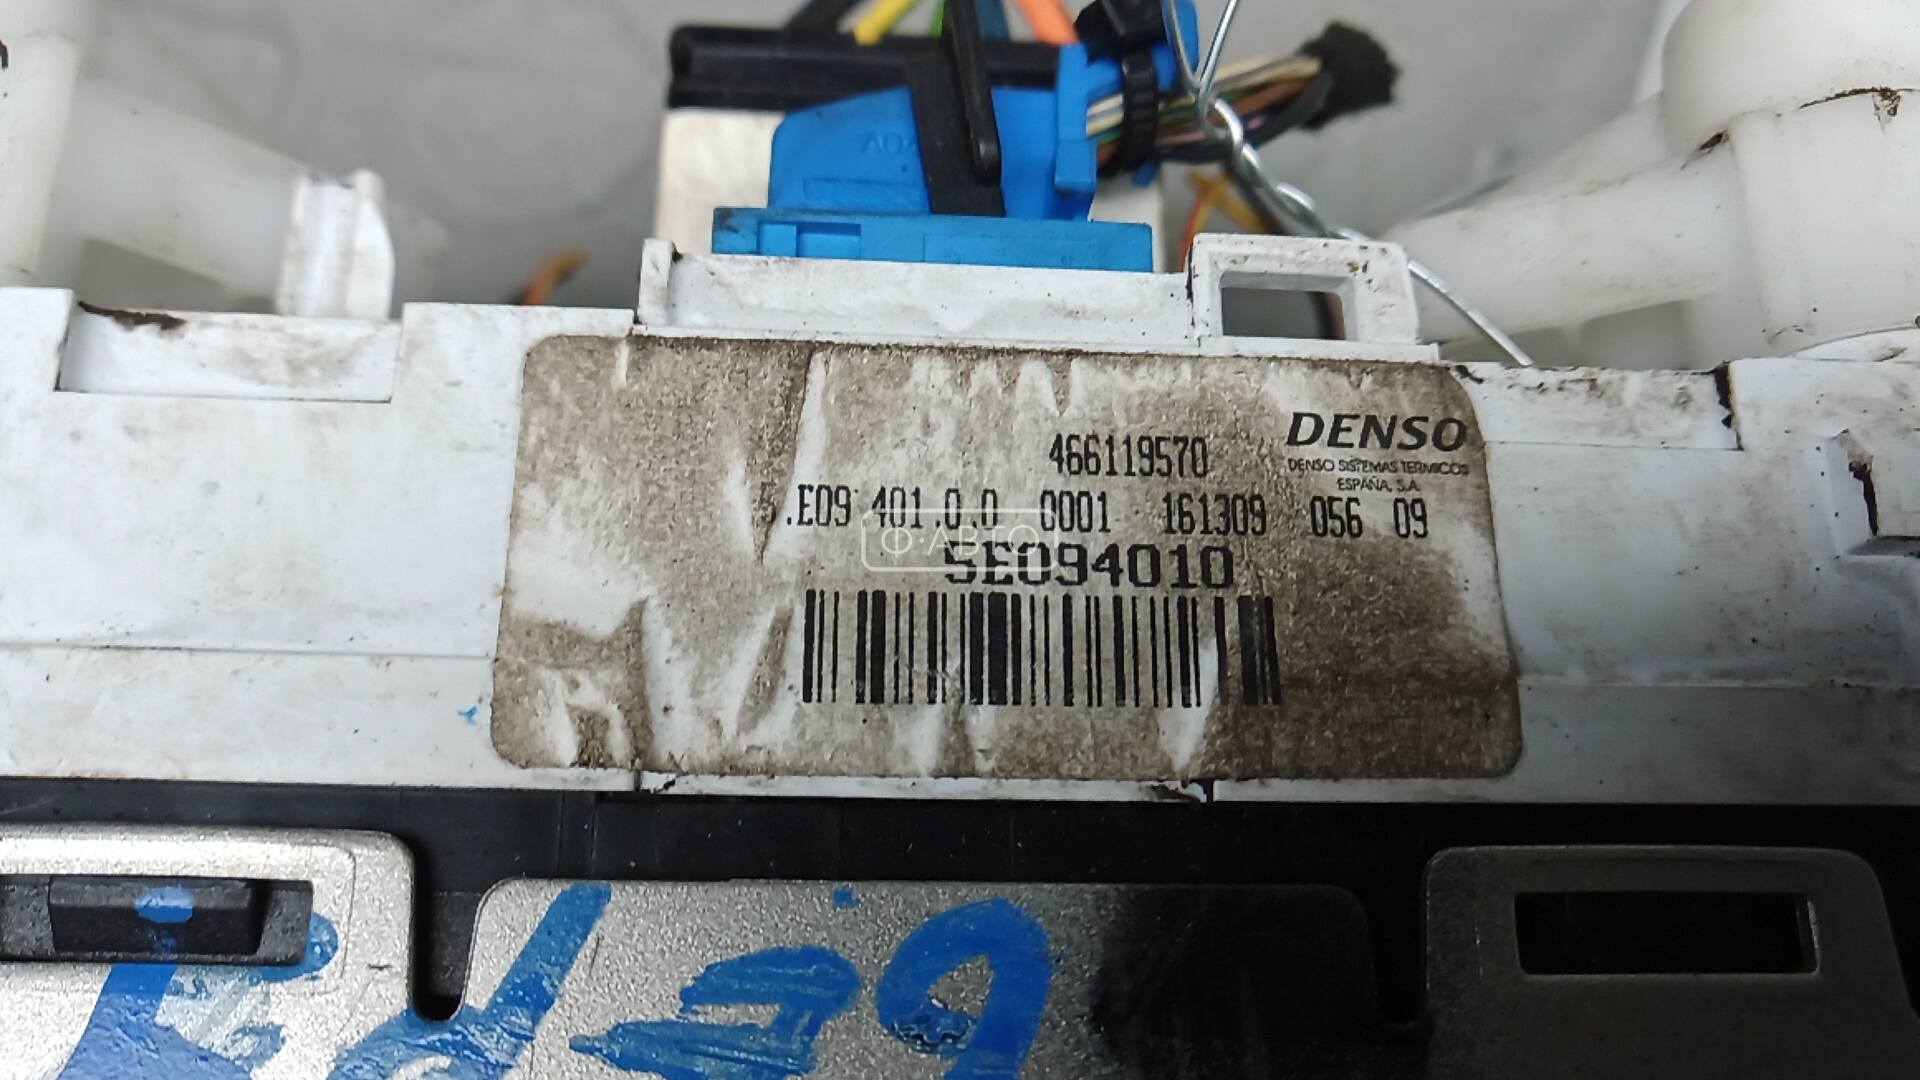 466119570
DENSO
DENSO SISTEMAS TERMICOS
ESPAÑA, S.A.
.E09 401.0.0 0001 161309 056 09
Ф·АВТО
5E094010